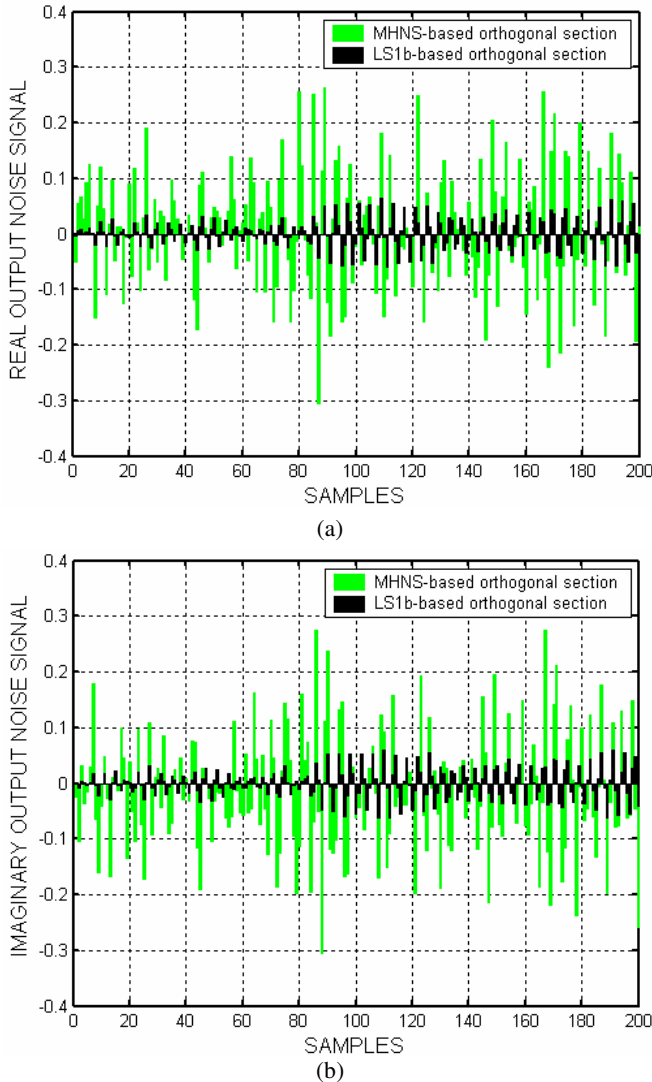 MHNS-based orthogonal section
LS1b-based orthogonal section
REAL OUTPUT NOISE SIGNAL
0.4
0.3
0.2
0.1
0
-0.1
-0.2
-0.3
-0.4
0 20 40 60 80 100 120 140 160 180 200
SAMPLES
(a)
MHNS-based orthogonal section
LS1b-based orthogonal section
IMAGINARY OUTPUT NOISE SIGNAL
0.4
0.3
0.2
0.1
0
-0.1
-0.2
-0.3
-0.4
0 20 40 60 80 100 120 140 160 180 200
SAMPLES
(b)